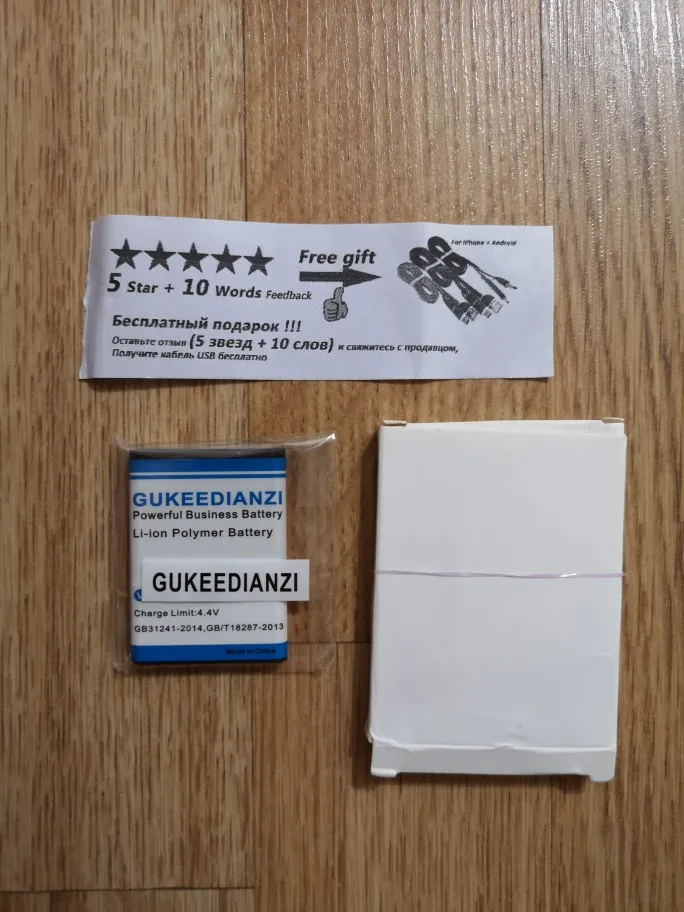 For iPhone + Android
Free gift
5 Star + 10 Words Feedback
Бесплатный подарок !!!
Оставьте отзыв (5 звезд + 10 слов) и свяжитесь с продавцом,
Получите кабель USB бесплатно
GUKEEDIANZI
Powerful Business Battery
Li-ion Polymer Battery
GUKEEDIANZI
Charge Limit:4.4V
GB31241-2014,GB/T18287-2013
Made in China